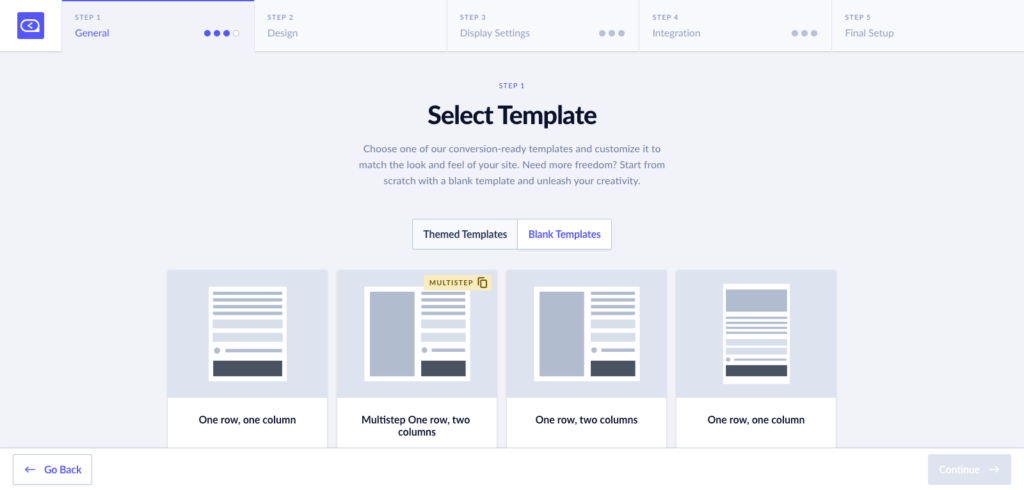 STEP 1
General
STEP 2
Design
STEP 3
Display Settings
STEP 4
Integration
STEP 5
Final Setup
STEP 1
Select Template
Choose one of our conversion-ready templates and customize it to
match the look and feel of your site. Need more freedom? Start from
scratch with a blank template and unleash your creativity.
Themed Templates
Blank Templates
MULTISTEP
One row, one column
Multistep One row, two
columns
One row, two columns
One row, one column
Go Back
Continue